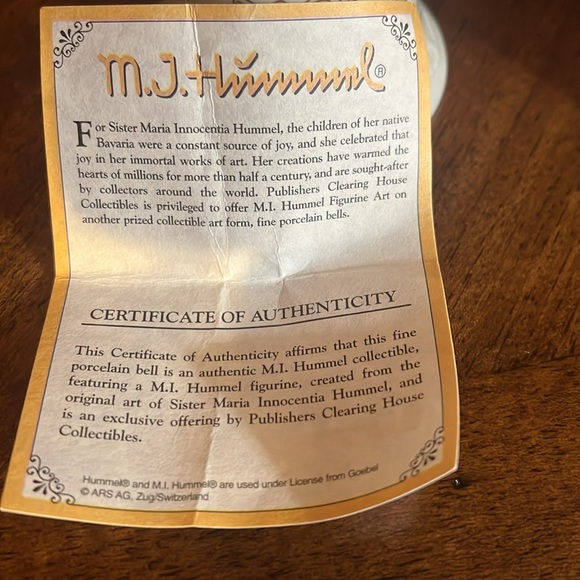 M.J.Hummel®
For Sister Maria Innocentia Hummel, the children of her native
Bavaria were a constant source of joy, and she celebrated that
joy in her immortal works of art. Her creations have warmed the
hearts of millions for more than half a century, and are sought-after
by collectors around the world. Publishers Clearing House
Collectibles is privileged to offer M.I. Hummel Figurine Art on
another prized collectible art form, fine porcelain bells.
CERTIFICATE OF AUTHENTICITY
This Certificate of Authenticity affirms that this fine
porcelain bell is an authentic M.I. Hummel collectible,
featuring a M.I. Hummel figurine, created from the
original art of Sister Maria Innocentia Hummel, and
is an exclusive offering by Publishers Clearing House
Collectibles.
Hummel® and M.I. Hummel® are used under License from Goebel
© ARS AG, Zug/Switzerland